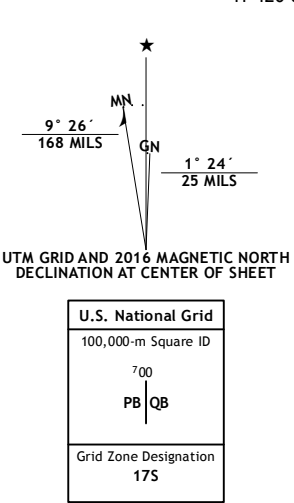 ★
MN
9° 26´
168 MILS
GN
1° 24´
25 MILS
UTM GRID AND 2016 MAGNETIC NORTH
DECLINATION AT CENTER OF SHEET
U.S. National Grid
100,000-m Square ID
⁷00
PB QB
Grid Zone Designation
17S